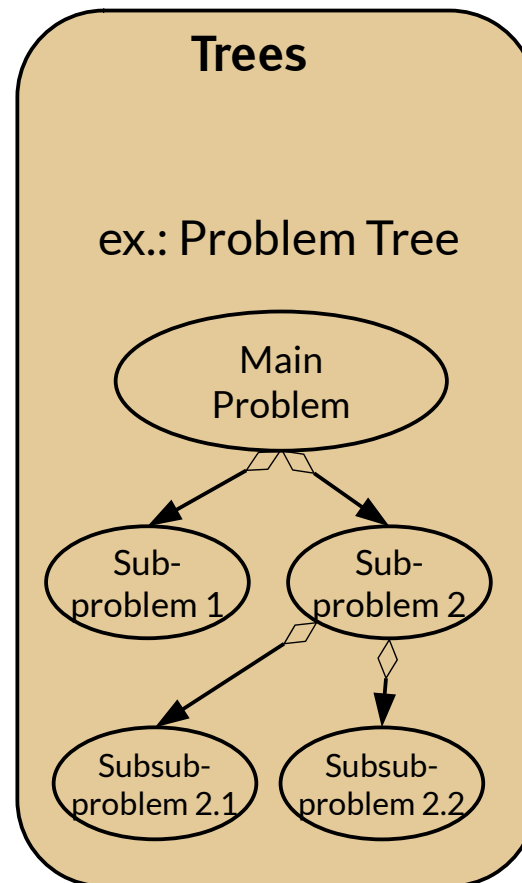 Trees
ex.: Problem Tree
Main
Problem
Sub-
problem 1
Sub-
problem 2
Subsub-
problem 2.1
Subsub-
problem 2.2